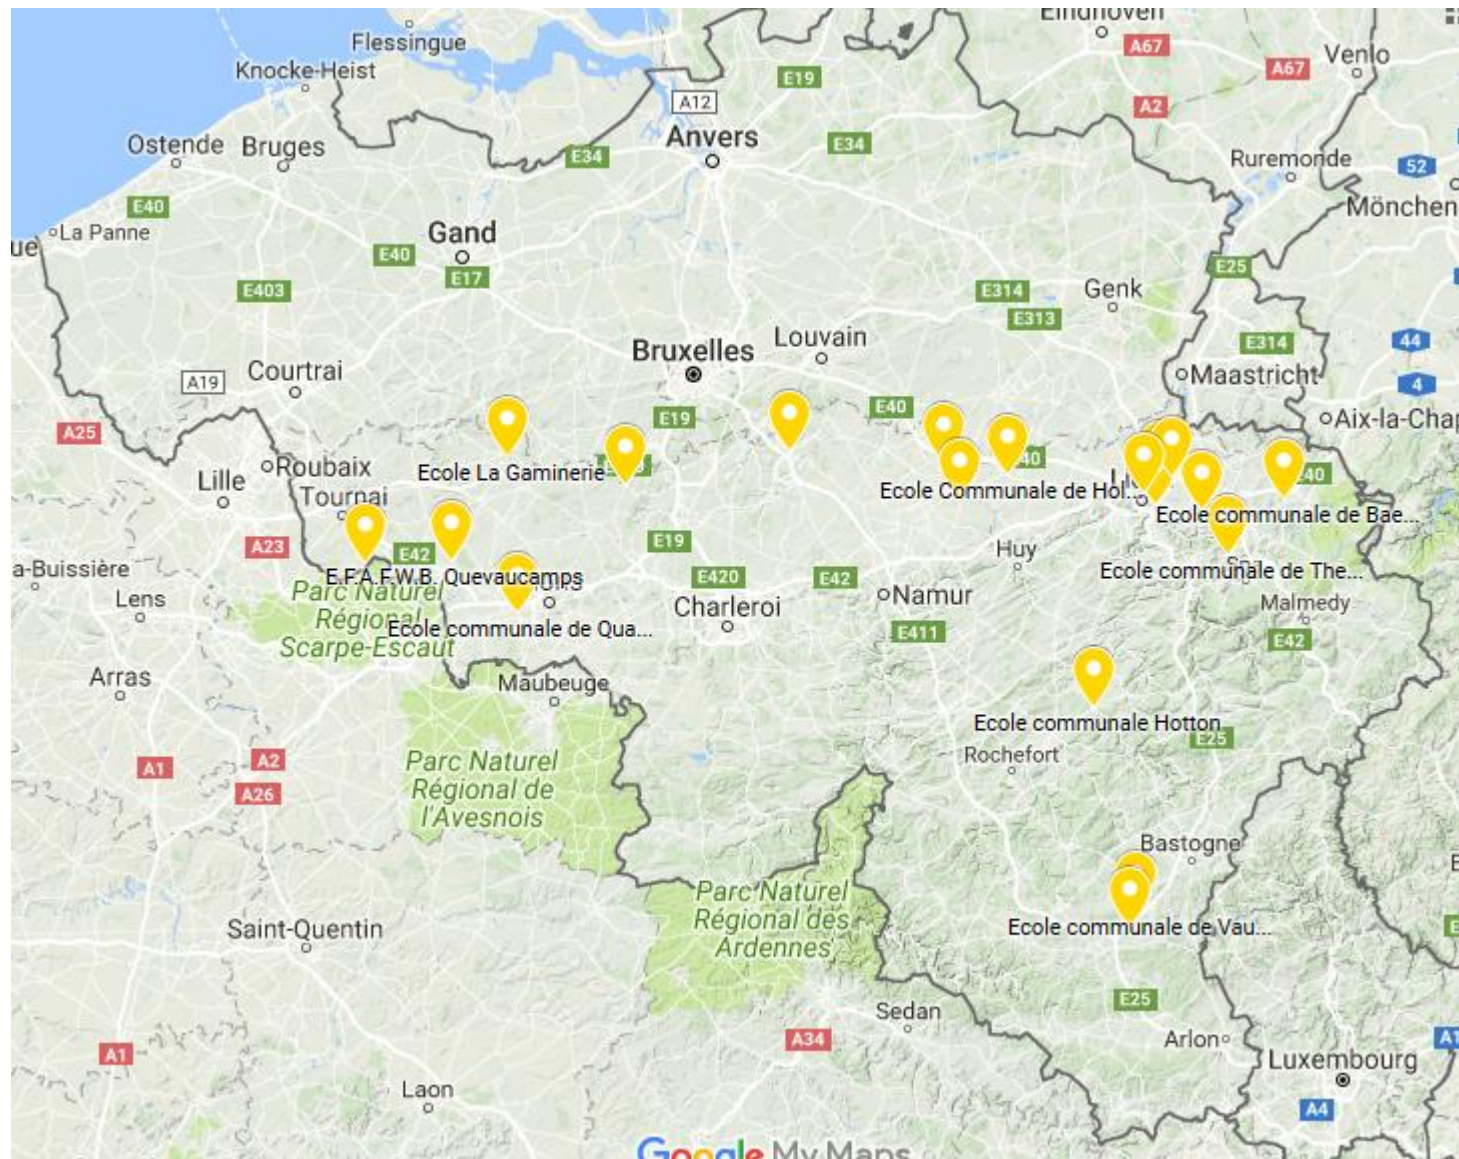 Eindhoven
Flessingue
A67
Venlo
Knocke-Heist
E19
A67
A12
A2
Ostende
Bruges
Anvers
E34
E34
Ruremonde
52
E40
Mönchen
ue
La Panne
Gand
E40
E17
E25
E403
E314
Genk
E313
Louvain
Bruxelles
E314
44
Courtrai
A19
Maastricht
4
E40
E19
A25
Aix-la-Chap
Roubaix
Lille
Ecole La Gaminerie
40
40
Tournai
Ecole Communale de Hol...
Ecole communale de Bae...
A23
E42
E19
Huy
a-Buissière
E.F.A.F.W.B. Quevaucamps
E420
E42
Ecole communale de The...
Parc Naturel
Régional
Scarpe-Escaut
Lens
Charleroi
Namur
Malmedy
Ecole communale de Qua...
E411
E42
Arras
Maubeuge
Ecole communale Hotton
E25
Rochefort
A1
A2
Parc Naturel
Régional de
l'Avesnois
A26
Bastogne
Parc Naturel
Régional des
Ardennes
Saint-Quentin
Ecole communale de Vau...
E25
Sedan
A1
A34
Arlon
A1
Luxembourg
Laon
A4
Google My Maps